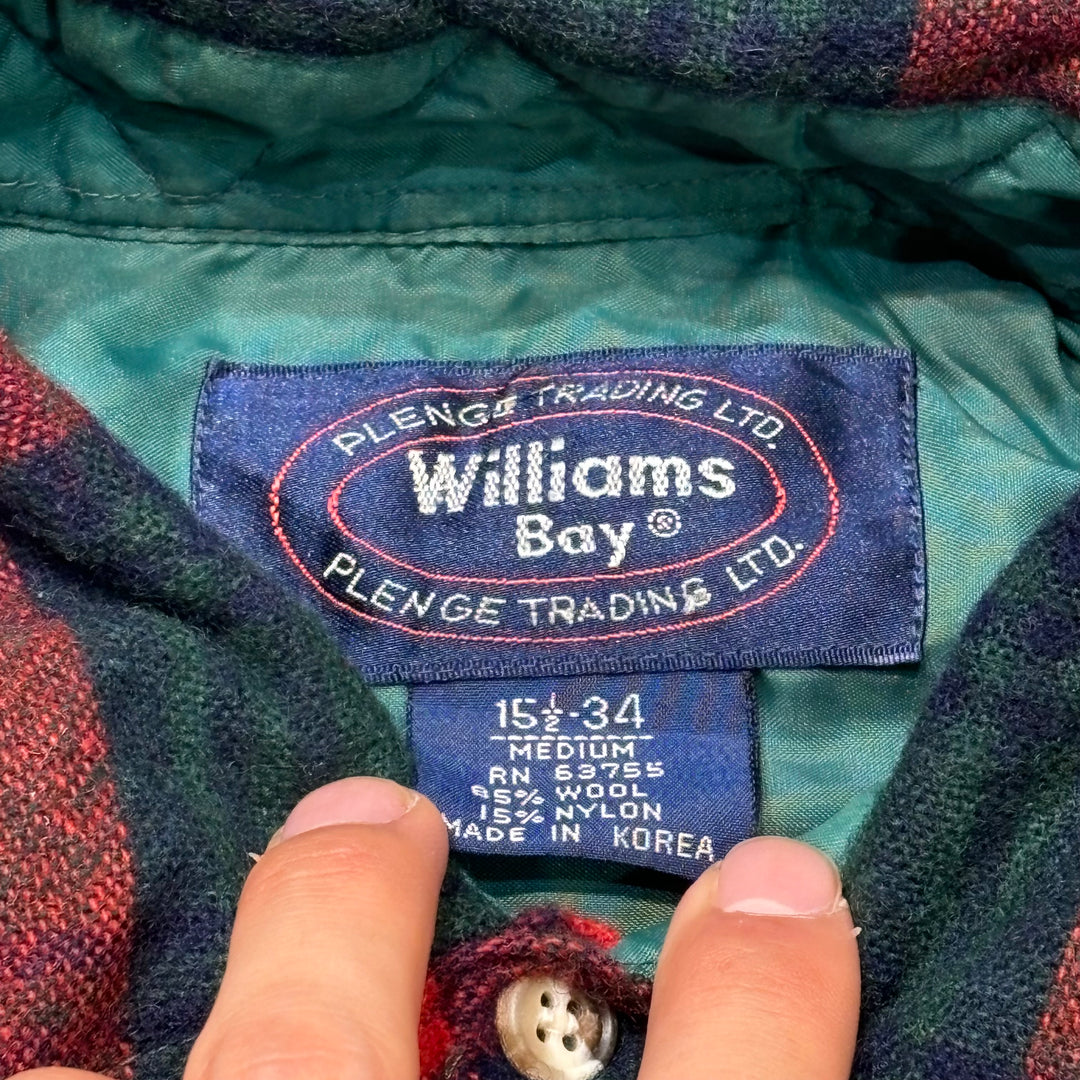 PLENGE TRADING LTD.
Williams
Bay ®
PLENGE TRADING LTD.
15½-34
MEDIUM
RN 63755
85% WOOL
15% NYLON
MADE IN KOREA